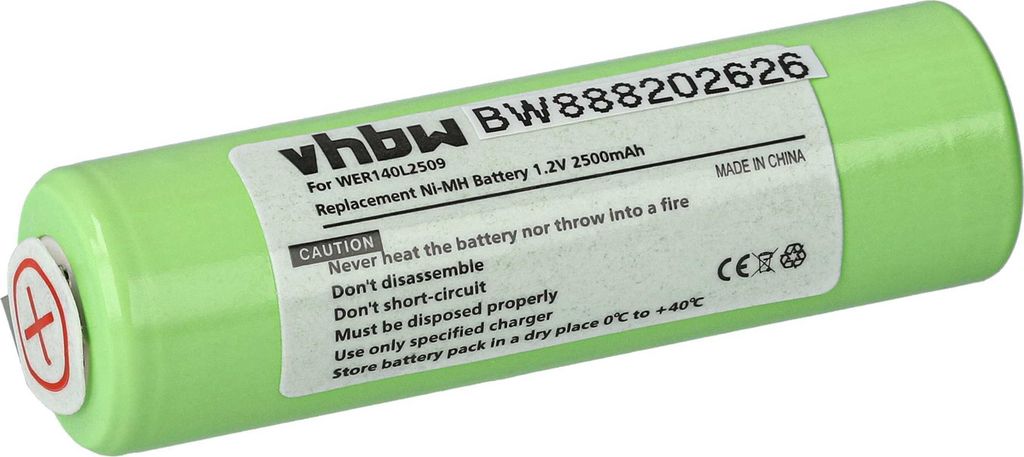 vhbw BW888202626
For WER140L2509
Replacement Ni-MH Battery 1.2V 2500mAh
MADE IN CHINA
CAUTION
Never heat the battery nor throw into a fire
Don't disassemble
Don't short-circuit
Must be disposed properly
Use only specified charger
Store battery pack in a dry place 0℃ to +40℃
CE
+